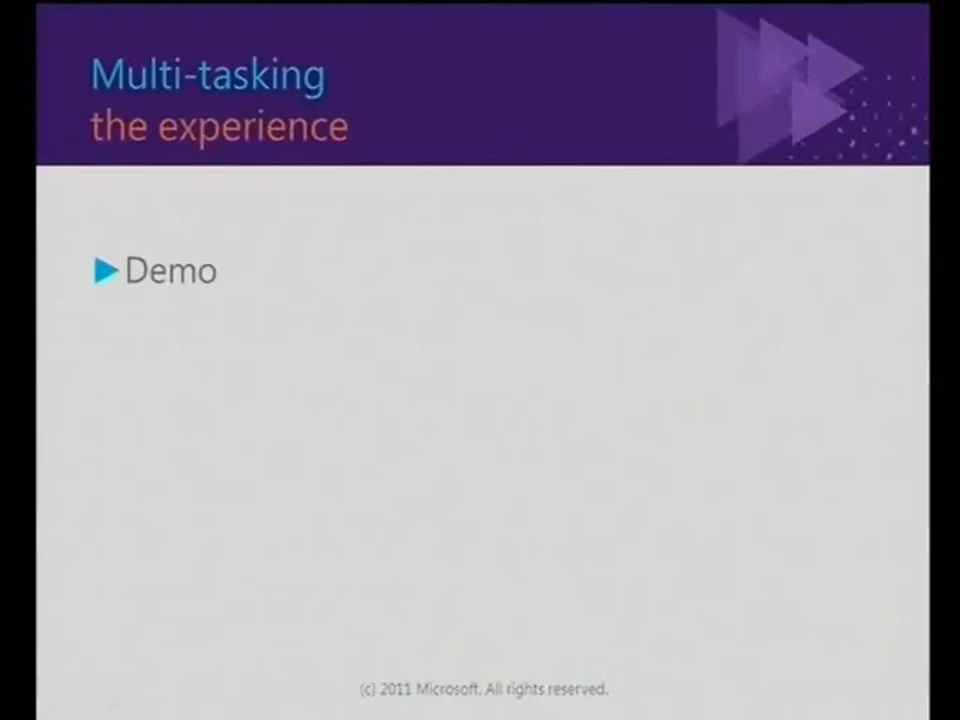 Multi-tasking
the experience
Demo
(c) 2011 Microsoft. All rights reserved.